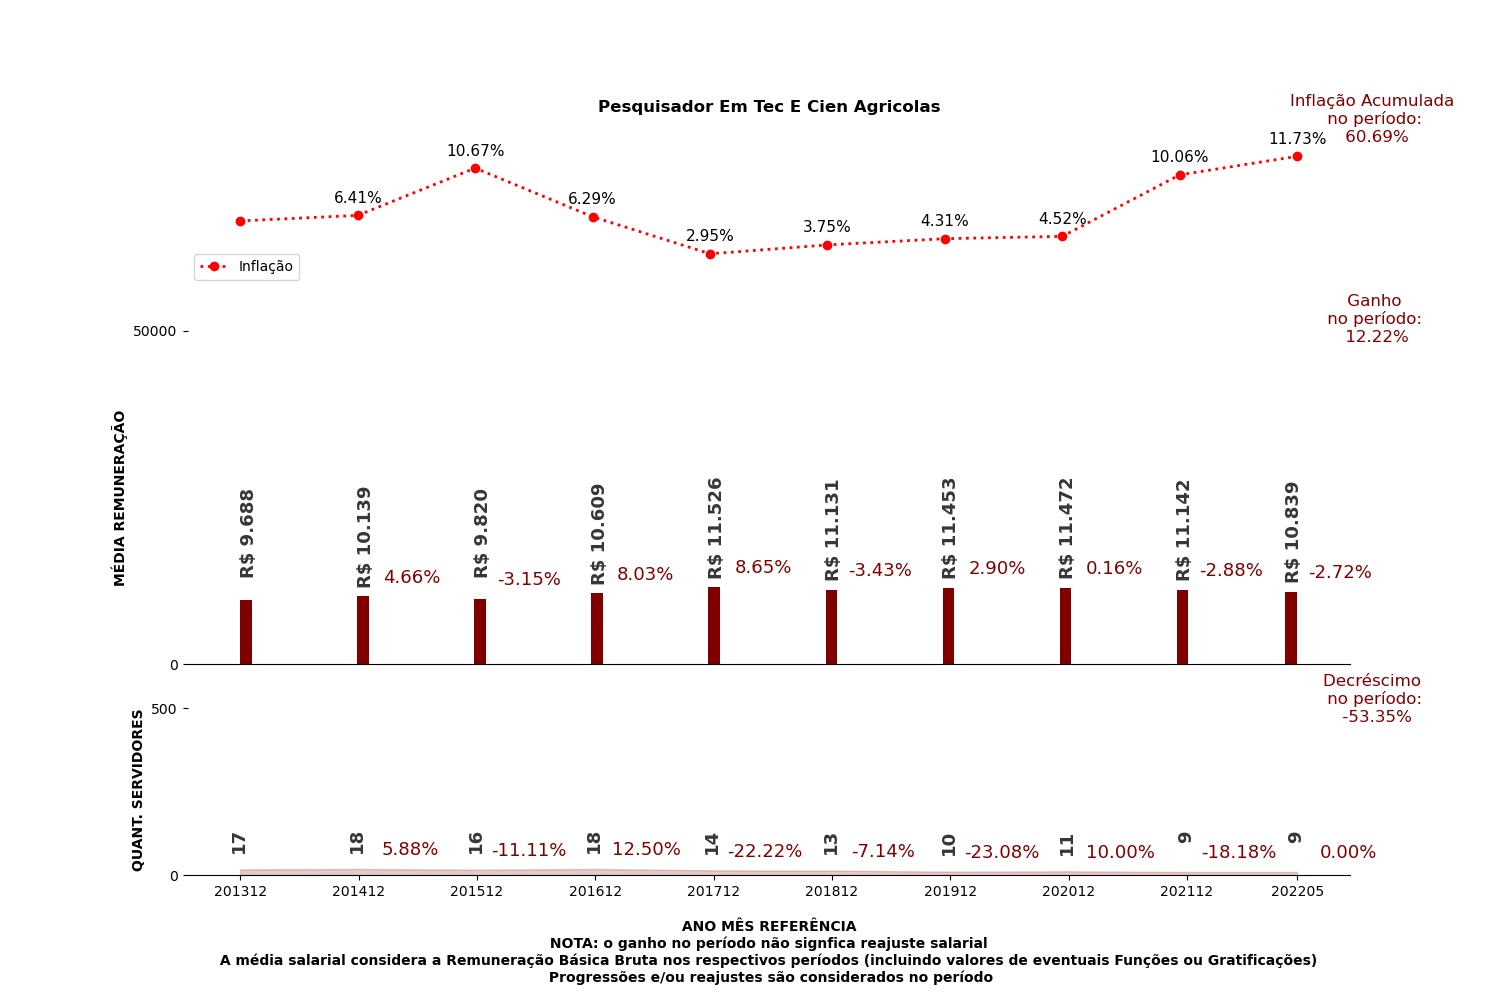 Pesquisador Em Tec E Cien Agricolas
Inflação Acumulada
no período:
60.69%
6.41%
10.67%
6.29%
2.95%
3.75%
4.31%
4.52%
10.06%
11.73%
Inflação
Ganho
no período:
12.22%
50000
0
MÉDIA REMUNERAÇÃO
R$ 9.688
R$ 10.139
4.66%
R$ 9.820
-3.15%
R$ 10.609
8.03%
R$ 11.526
8.65%
R$ 11.131
-3.43%
R$ 11.453
2.90%
R$ 11.472
0.16%
R$ 11.142
-2.88%
R$ 10.839
-2.72%
Decréscimo
no período:
-53.35%
500
0
QUANT. SERVIDORES
17
18
5.88%
16
-11.11%
18
12.50%
14
-22.22%
13
-7.14%
10
-23.08%
11
10.00%
9
-18.18%
9
0.00%
201312
201412
201512
201612
201712
201812
201912
202012
202112
202205
ANO MÊS REFERÊNCIA
NOTA: o ganho no período não signfica reajuste salarial
A média salarial considera a Remuneração Básica Bruta nos respectivos períodos (incluindo valores de eventuais Funções ou Gratificações)
Progressões e/ou reajustes são considerados no período